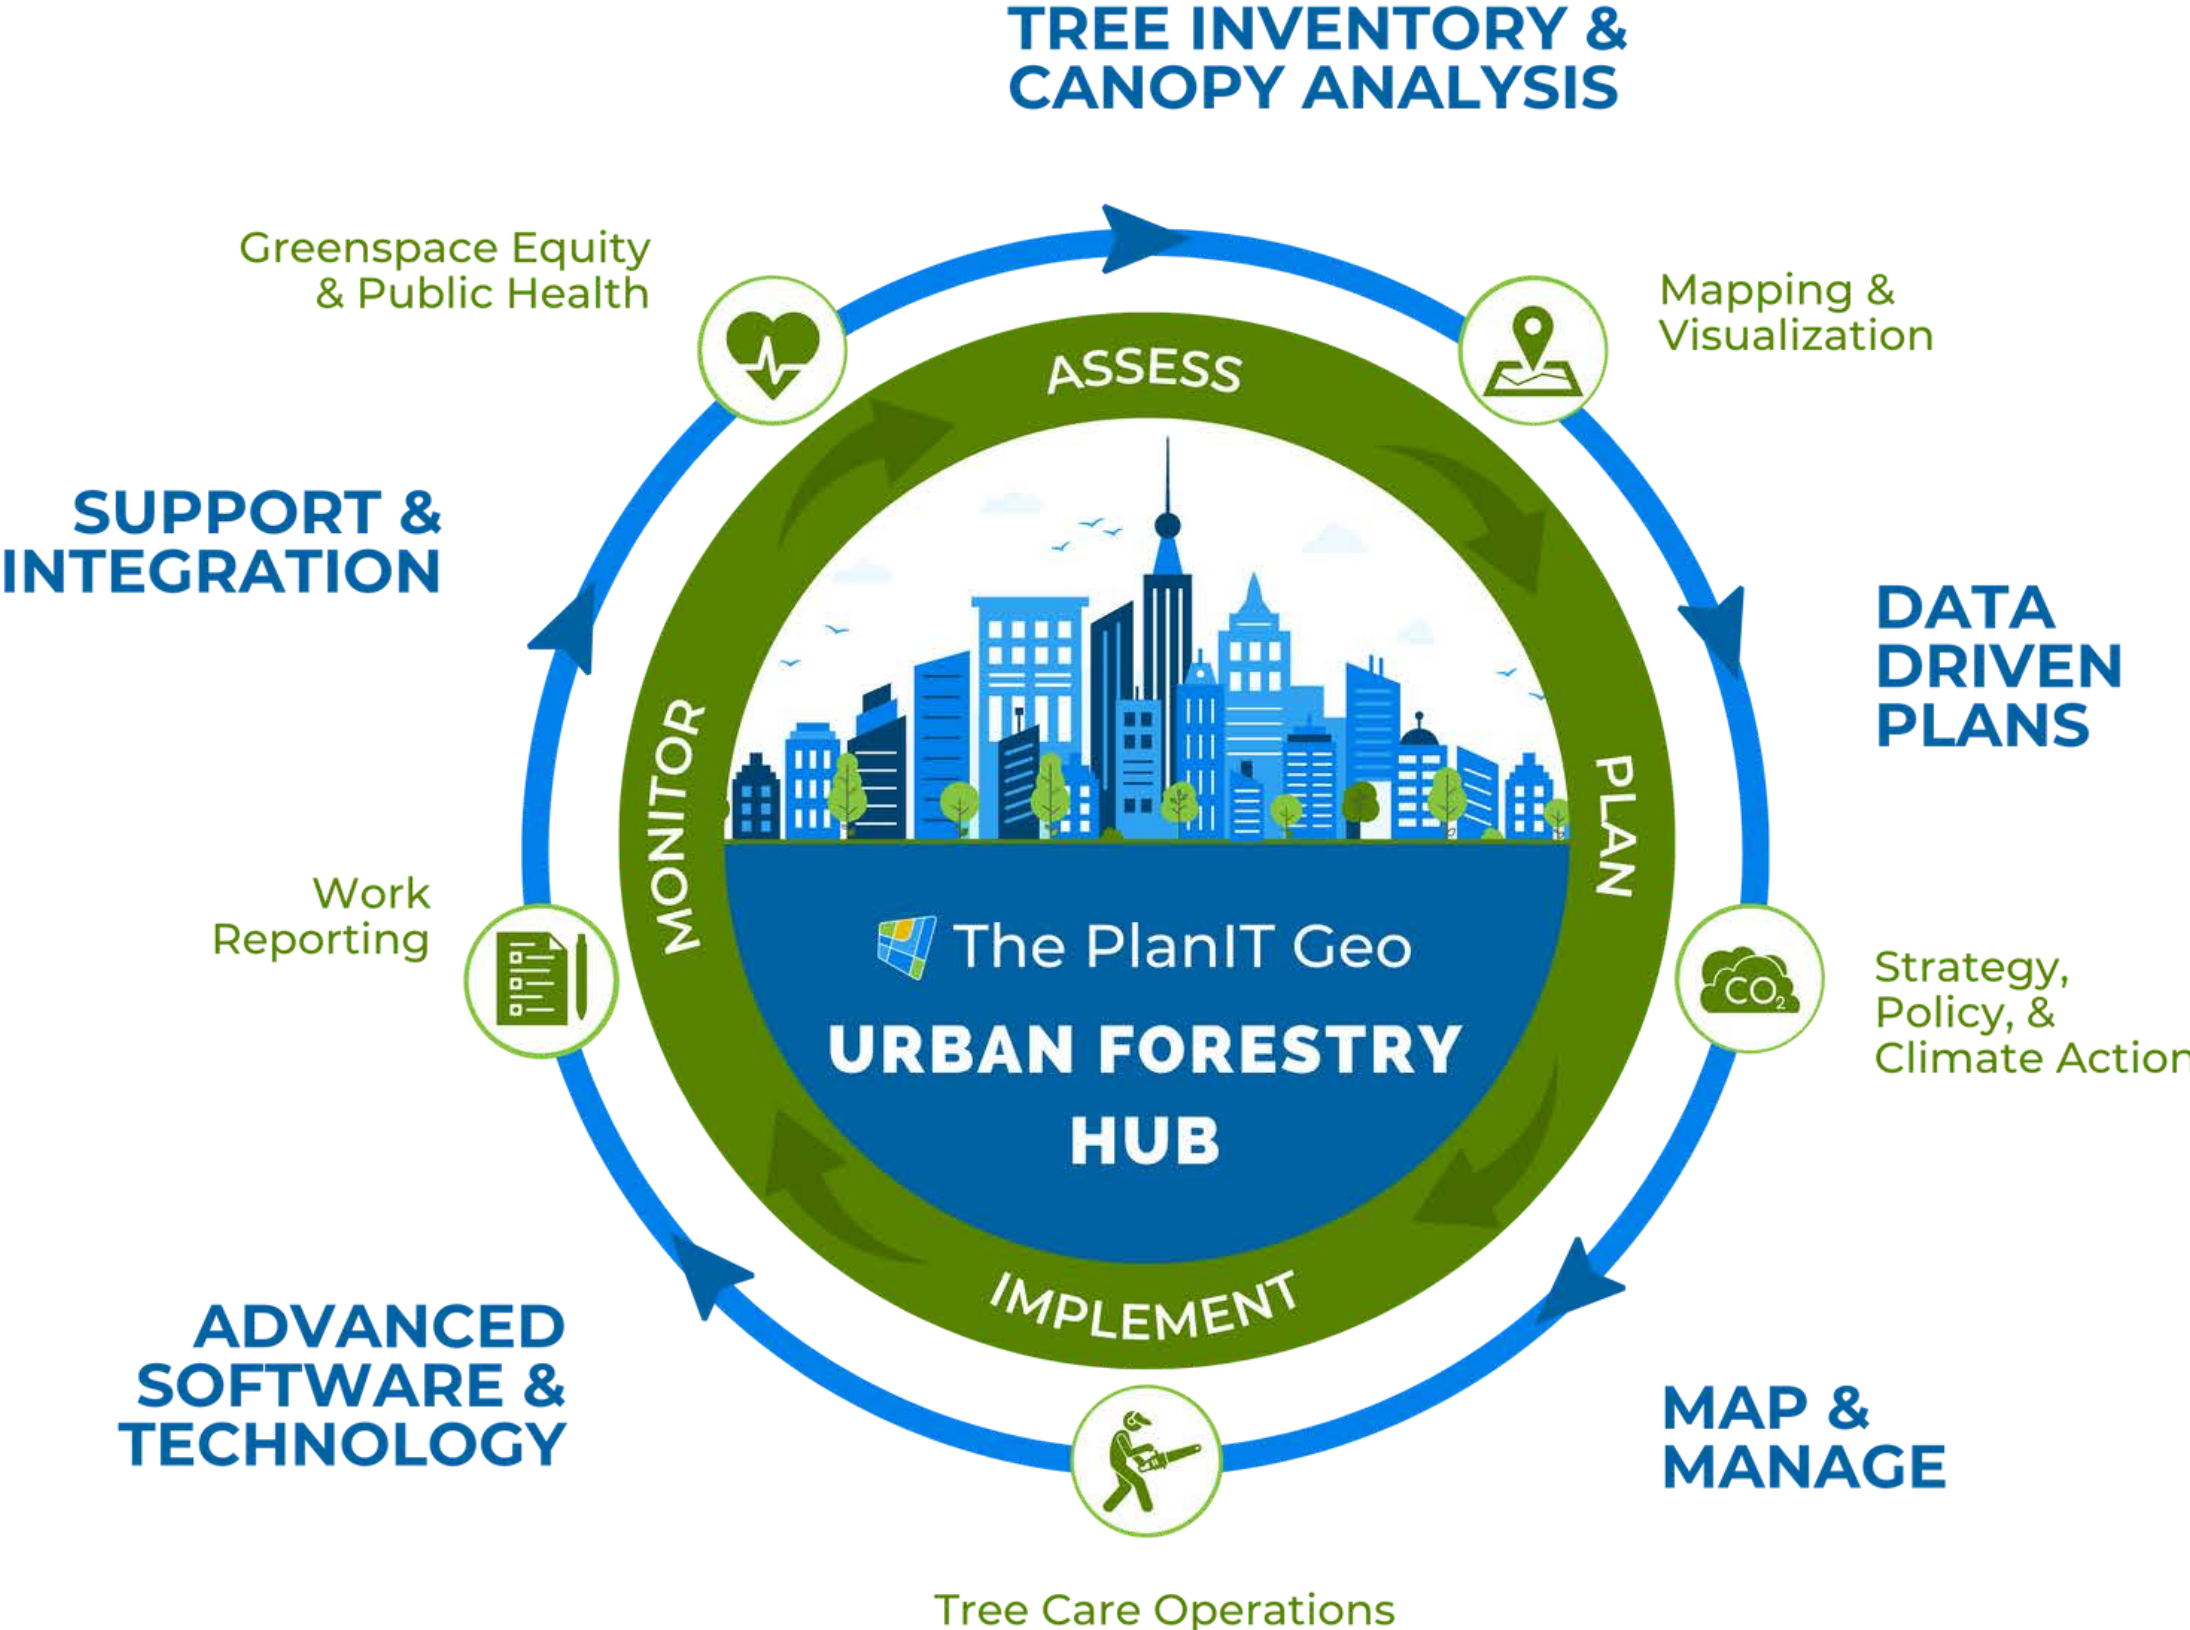 TREE INVENTORY &
CANOPY ANALYSIS
Greenspace Equity
& Public Health
Mapping &
Visualization
ASSESS
SUPPORT &
INTEGRATION
DATA
DRIVEN
PLANS
MONITOR
PLAN
Work
Reporting
The PlanIT Geo
URBAN FORESTRY
HUB
CO₂
Strategy,
Policy, &
Climate Action
IMPLEMENT
ADVANCED
SOFTWARE &
TECHNOLOGY
MAP &
MANAGE
Tree Care Operations